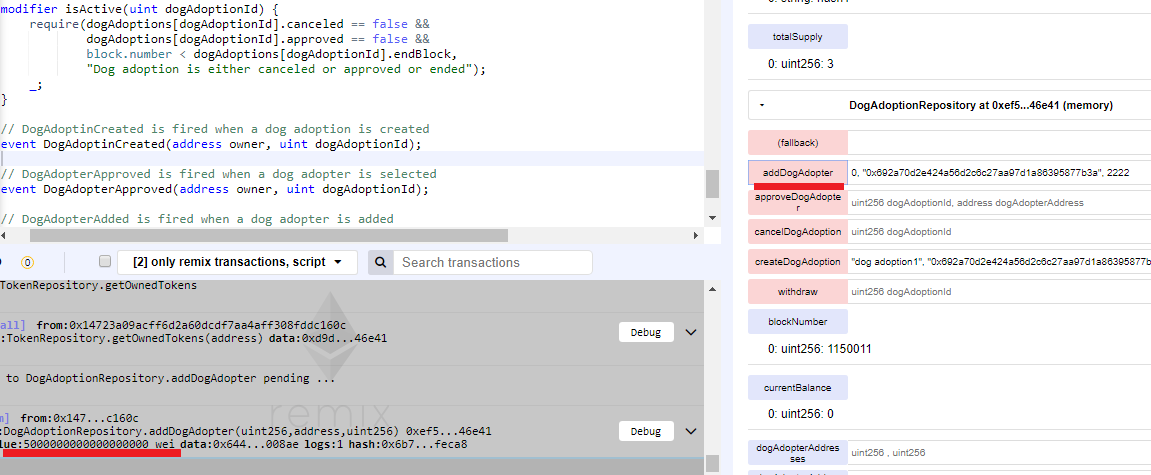 modifier isActive(uint dogAdoptionId) {
require(dogAdoptions[dogAdoptionId].canceled == false &&
dogAdoptions[dogAdoptionId].approved == false &&
block.number < dogAdoptions[dogAdoptionId].endBlock,
"Dog adoption is either canceled or approved or ended");
_;
}
// DogAdoptinCreated is fired when a dog adoption is created
event DogAdoptinCreated(address owner, uint dogAdoptionId);
// DogAdopterApproved is fired when a dog adopter is selected
event DogAdopterApproved(address owner, uint dogAdoptionId);
// DogAdopterAdded is fired when a dog adopter is added
0
[2] only remix transactions, script
Search transactions
TokenRepository.getOwnedTokens
all] from:0x14723a09acff6d2a60dcdf7aa4aff308fddc160c
:TokenRepository.getOwnedTokens(address) data:0xd9d...46e41
Debug
to DogAdoptionRepository.addDogAdopter pending ...
m] from:0x147...c160c
:DogAdoptionRepository.addDogAdopter(uint256,address,uint256) 0xef5...46e41
lue:5000000000000000000 wei data:0x644...008ae logs:1 hash:0x6b7...feca8
Debug
remix
totalSupply
0: uint256: 3
DogAdoptionRepository at 0xef5...46e41 (memory)
(fallback)
addDogAdopter 0, "0x692a70d2e424a56d2c6c27aa97d1a86395877b3a", 2222
approveDogAdopte
r
uint256 dogAdoptionId, address dogAdopterAddress
cancelDogAdoption uint256 dogAdoptionId
createDogAdoption "dog adoption1", "0x692a70d2e424a56d2c6c27aa97d1a86395877b
withdraw uint256 dogAdoptionId
blockNumber
0: uint256: 1150011
currentBalance
0: uint256: 0
dogAdopterAddres
ses
uint256 , uint256